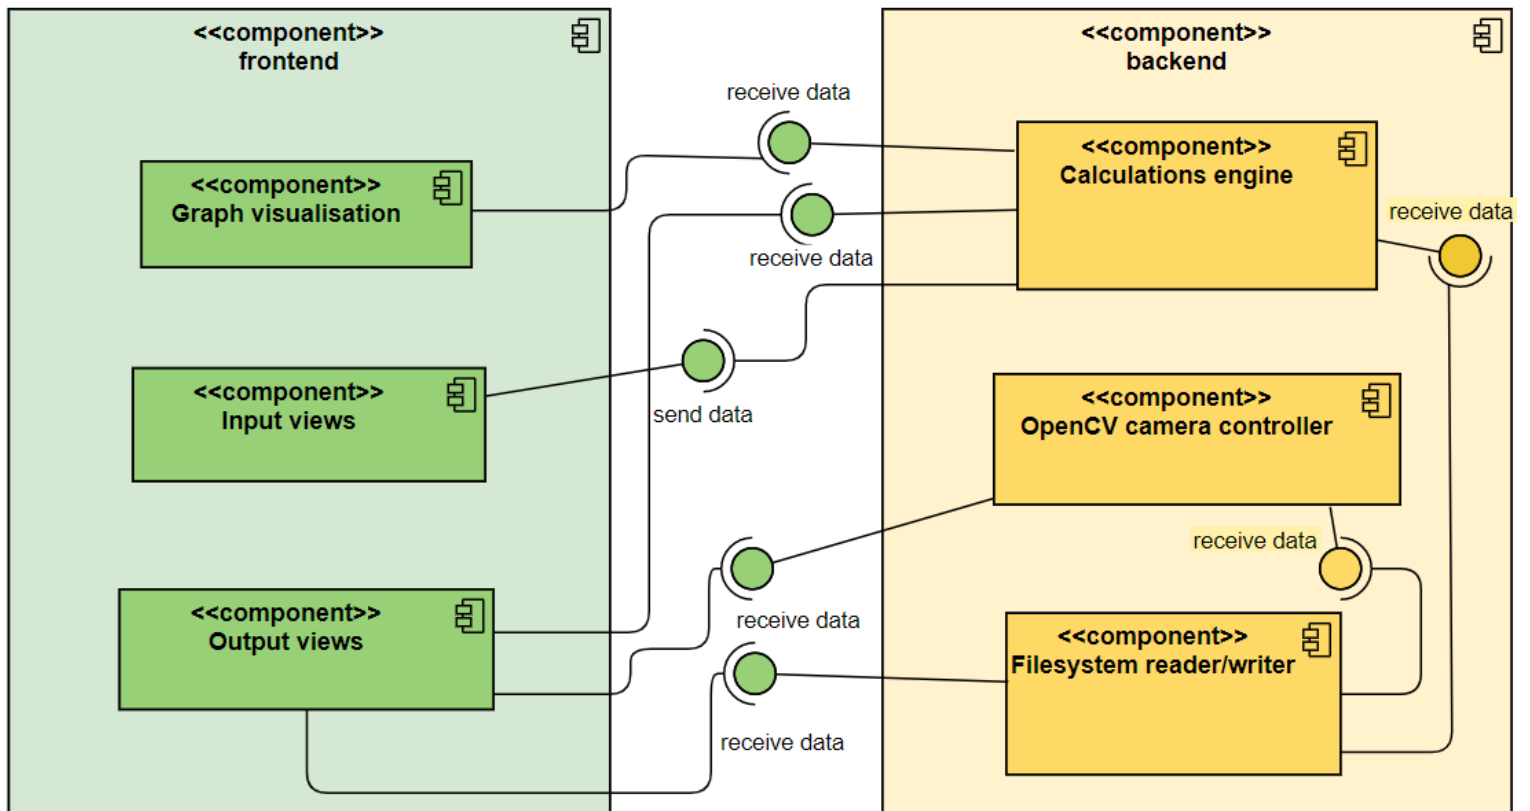 <<component>>
frontend
<<component>>
backend
receive data
<<component>>
Calculations engine
<<component>>
Graph visualisation
receive data
receive data
<<component>>
Input views
send data
<<component>>
OpenCV camera controller
receive data
<<component>>
Output views
receive data
<<component>>
Filesystem reader/writer
receive data